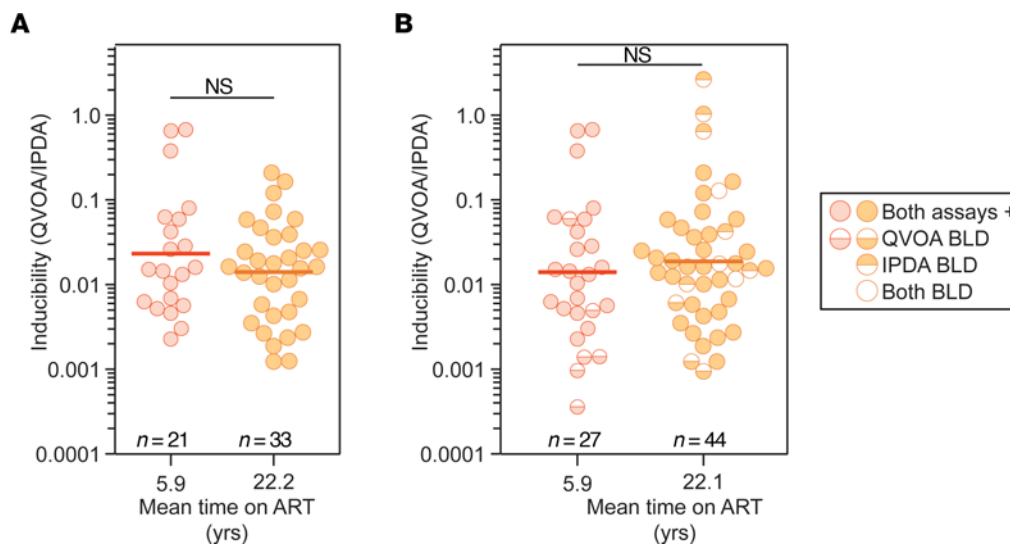 A
Inducibility (QVOA/IPDA)
1.0
0.1
0.01
0.001
0.0001
NS
n=21
n=33
5.9
22.2
Mean time on ART
(yrs)
B
Inducibility (QVOA/IPDA)
1.0
0.1
0.01
0.001
0.0001
NS
n=27
n=44
5.9
22.1
Mean time on ART
(yrs)
Both assays +
QVOA BLD
IPDA BLD
Both BLD